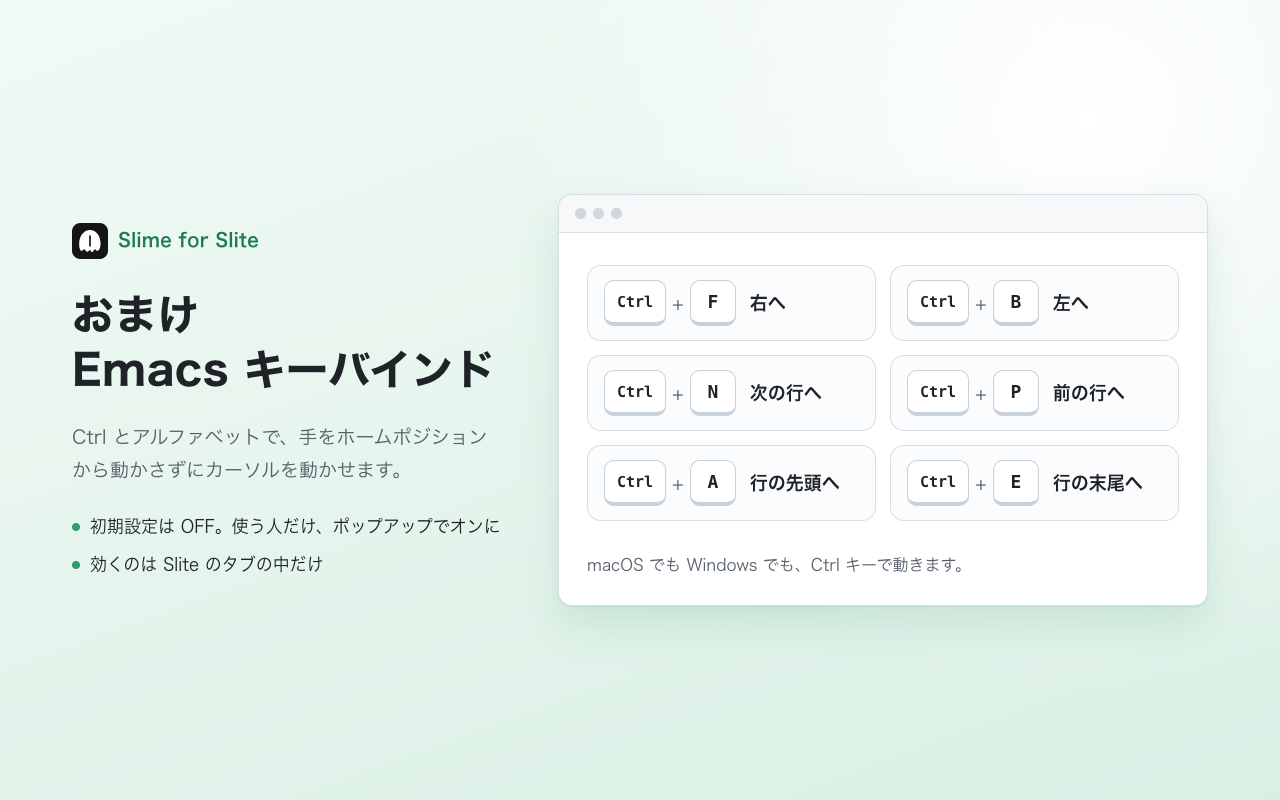 Slime for Slite
おまけ
Emacs キーバインド
Ctrl とアルファベットで、手をホームポジション
から動かさずにカーソルを動かせます。
初期設定は OFF。使う人だけ、ポップアップでオンに
効くのは Slite のタブの中だけ
Ctrl + F 右へ
Ctrl + B 左へ
Ctrl + N 次の行へ
Ctrl + P 前の行へ
Ctrl + A 行の先頭へ
Ctrl + E 行の末尾へ
macOS でも Windows でも、Ctrl キーで動きます。